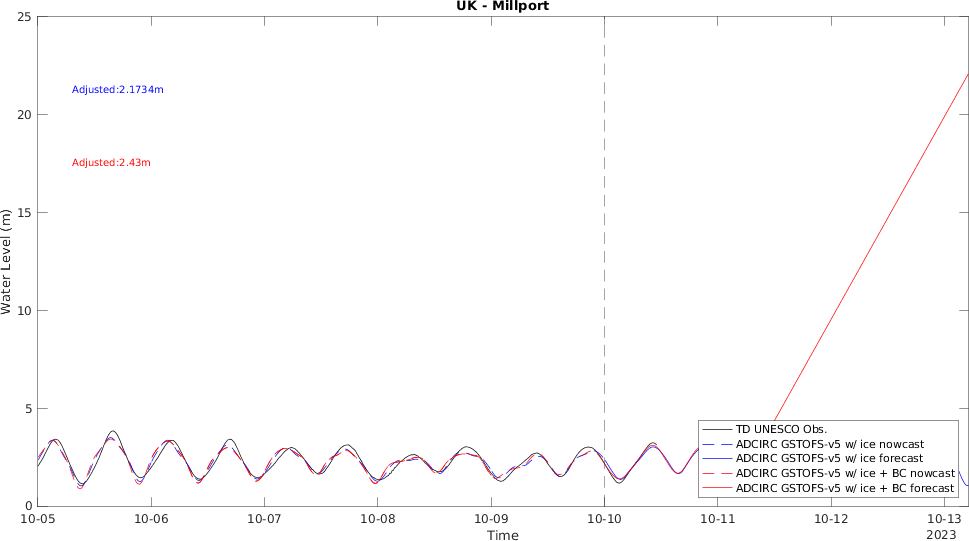 UK - Millport
25
20
15
10
5
0
Water Level (m)
Adjusted:2.1734m
Adjusted:2.43m
TD UNESCO Obs.
ADCIRC GSTOFS-v5 w/ ice nowcast
ADCIRC GSTOFS-v5 w/ ice forecast
ADCIRC GSTOFS-v5 w/ ice + BC nowcast
ADCIRC GSTOFS-v5 w/ ice + BC forecast
10-05 10-06 10-07 10-08 10-09 10-10 10-11 10-12 10-13
2023
Time